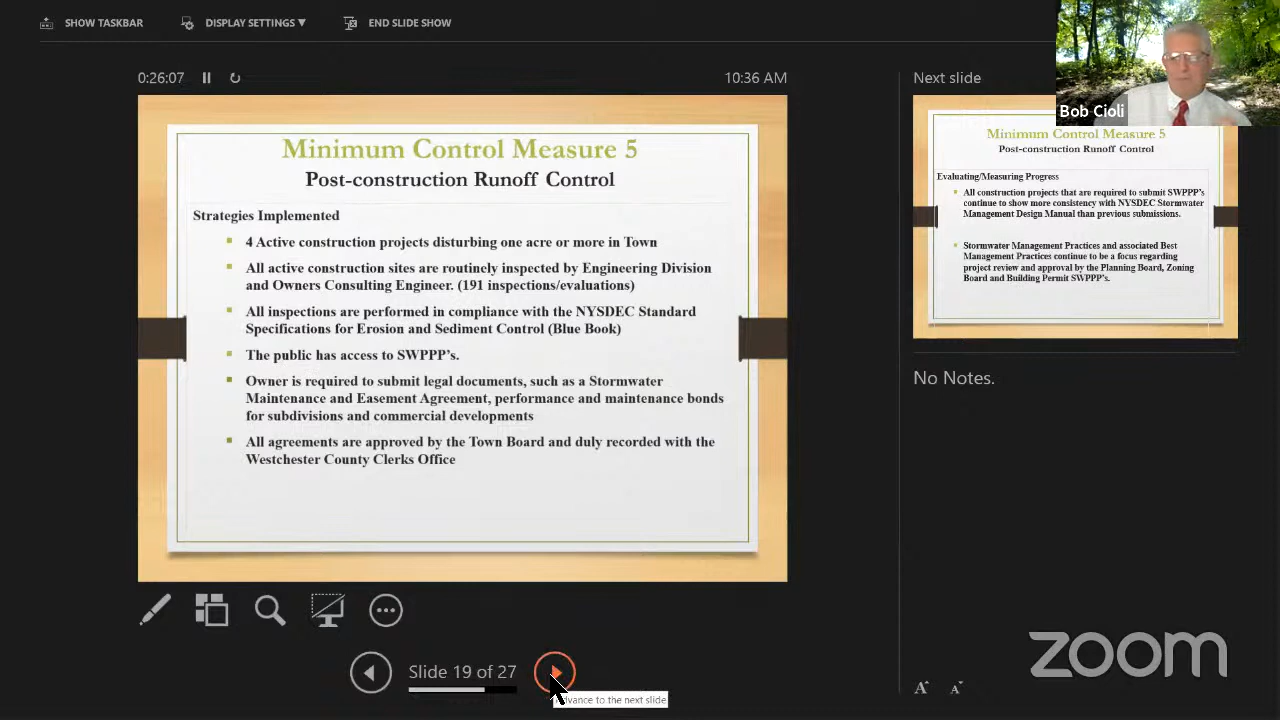 SHOW TASKBAR
DISPLAY SETTINGS ▼
END SLIDE SHOW
0:26:07
10:36 AM
Minimum Control Measure 5
Post-construction Runoff Control
Strategies Implemented
4 Active construction projects disturbing one acre or more in Town
All active construction sites are routinely inspected by Engineering Division
and Owners Consulting Engineer. (191 inspections/evaluations)
All inspections are performed in compliance with the NYSDEC Standard
Specifications for Erosion and Sediment Control (Blue Book)
The public has access to SWPPP’s.
Owner is required to submit legal documents, such as a Stormwater
Maintenance and Easement Agreement, performance and maintenance bonds
for subdivisions and commercial developments
All agreements are approved by the Town Board and duly recorded with the
Westchester County Clerks Office
Slide 19 of 27
advance to the next slide
Next slide
Bob Cioli
Minimum Control Measure 5
Post-construction Runoff Control
Evaluating/Measuring Progress
All construction projects that are required to submit SWPPP’s
continue to show more consistency with NYSDEC Stormwater
Management Design Manual than previous submissions.
Stormwater Management Practices and associated Best
Management Practices continue to be a focus regarding
project review and approval by the Planning Board, Zoning
Board and Building Permit SWPPP’s.
No Notes.
zoom
A A